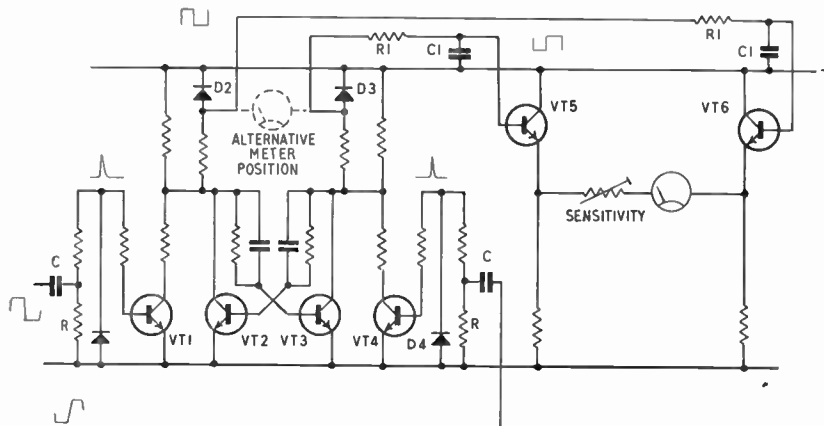 R1
C1
R1
C1
D2
D3
ALTERNATIVE
METER
POSITION
VT5
VT6
SENSITIVITY
C
R
VT1
VT2
VT3
VT4
D4
R
C